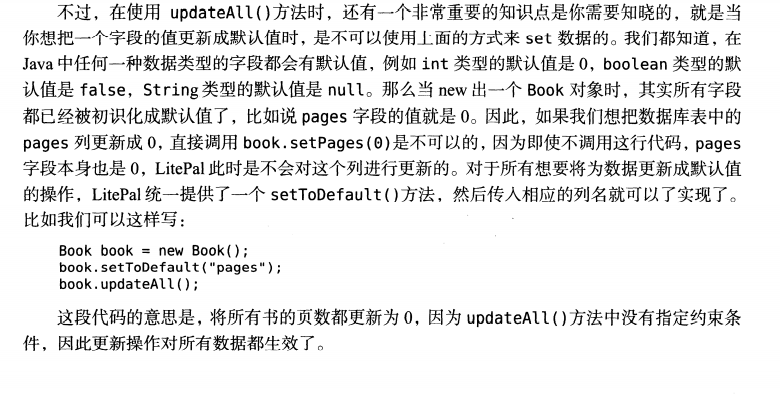 不过，在使用 updateAll()方法时，还有一个非常重要的知识点是你需要知晓的，就是当
你想把一个字段的值更新成默认值时，是不可以使用上面的方式来 set 数据的。我们都知道，在
Java 中任何一种数据类型的字段都会有默认值，例如 int 类型的默认值是 0，boolean 类型的默
认值是 false，String 类型的默认值是 null。那么当 new 出一个 Book 对象时，其实所有字段
都已经被初识化成默认值了，比如说 pages 字段的值就是 0。因此，如果我们想把数据库表中的
pages 列更新成 0，直接调用 book.setPages(0)是不可以的，因为即使不调用这行代码，pages
字段本身也是 0，LitePal 此时是不会对这个列进行更新的。对于所有想要将为数据更新成默认值
的操作，LitePal 统一提供了一个 setToDefault()方法，然后传人相应的列名就可以了实现了。
比如我们可以这样写：
Book book = new Book();
book.setToDefault("pages");
book.updateAll();
这段代码的意思是，将所有书的页数都更新为 0，因为 updateAll()方法中没有指定约束条
件，因此更新操作对所有数据都生效了。